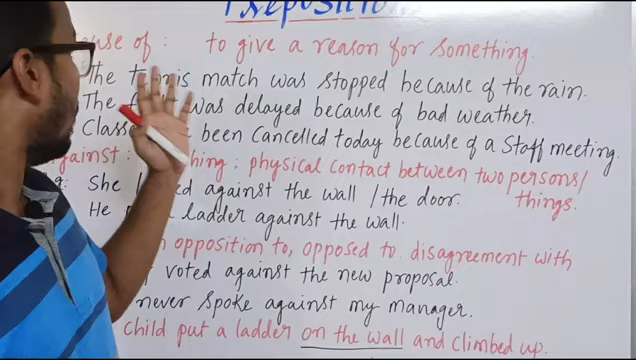 Preposition
use of : to give a reason for something.
The tennis match was stopped because of the rain.
The was delayed because of bad weather.
Classe been cancelled today because of a Staff meeting.
gainst: hing; physical contact between two persons/
things.
g: She against the wall / the door.
He a ladder against the wall.
n opposition to, opposed to. disagreement with
voted against the new proposal.
never spoke against my manager.
child put a ladder on the wall and climbed up.